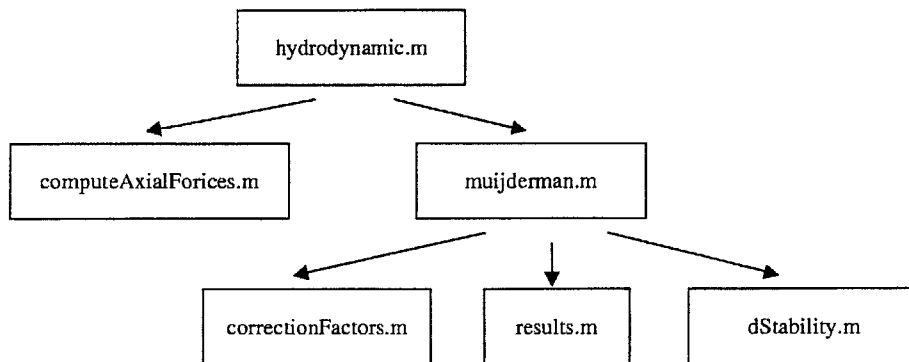 hydrodynamic.m
computeAxialForices.m
muijderman.m
correctionFactors.m
results.m
dStability.m